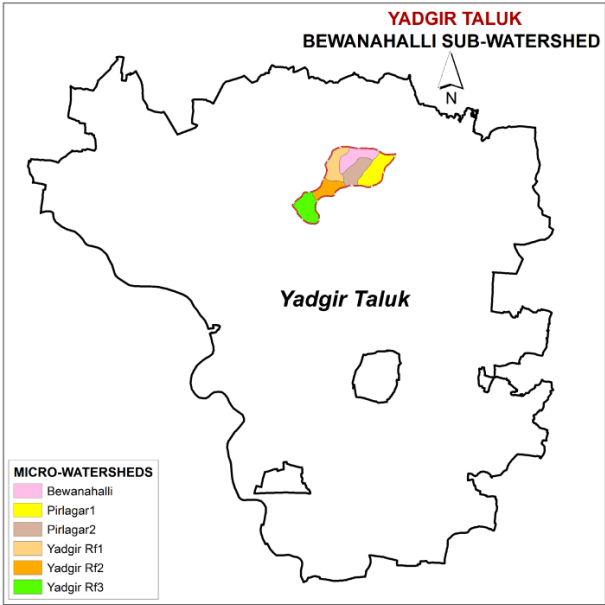 YADGIR TALUK
BEWANAHALLI SUB-WATERSHED
N
Yadgir Taluk
MICRO-WATERSHEDS
Bewanahalli
Pirlagar1
Pirlagar2
Yadgir Rf1
Yadgir Rf2
Yadgir Rf3